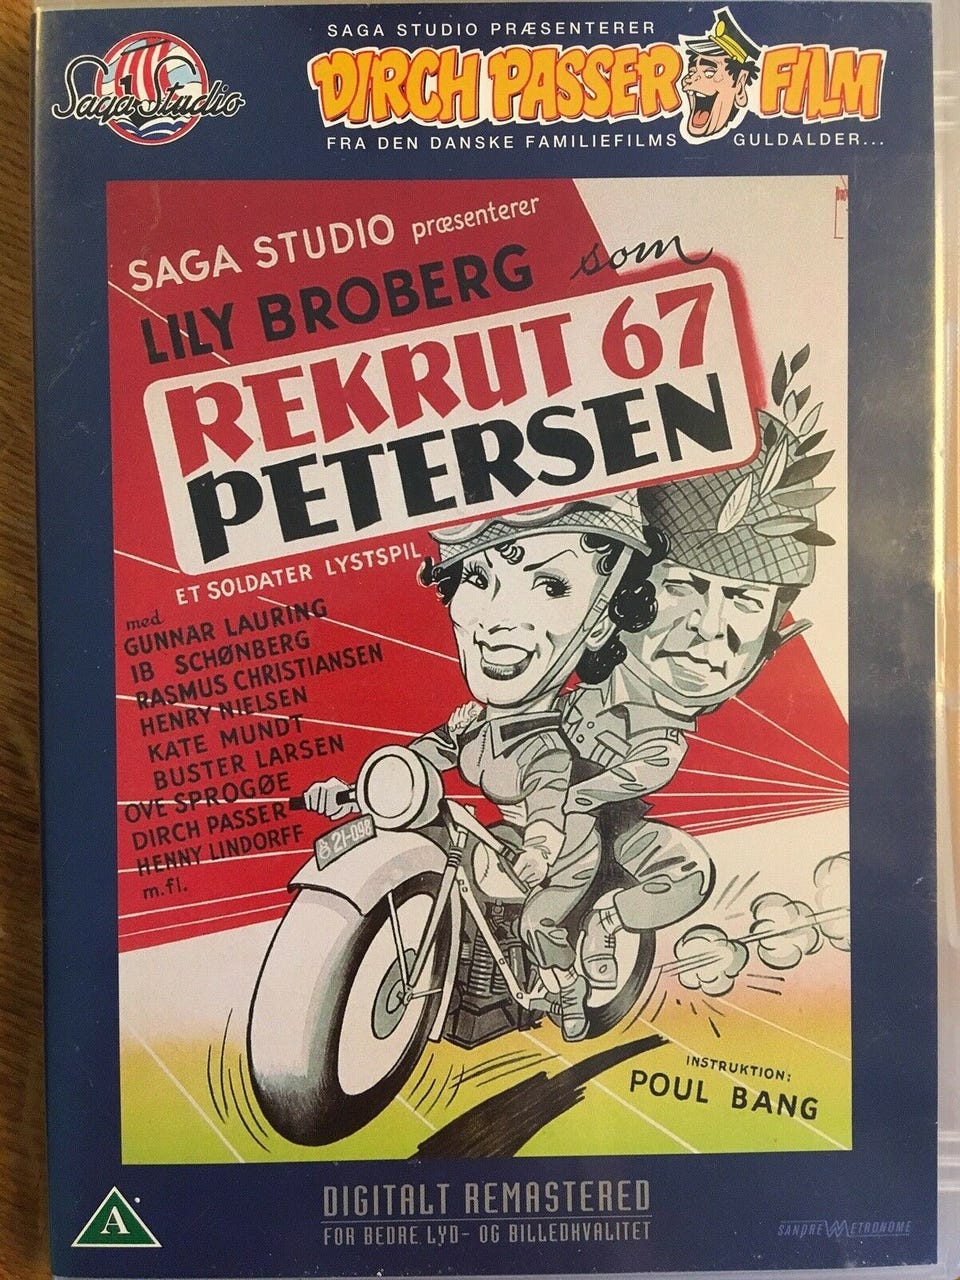 SAGA STUDIO PRÆSENTERER
Saga Studio
DIRCH PASSER FILM
FRA DEN DANSKE FAMILIEFILMS GULDALDER...
SAGA STUDIO præsenterer
LILY BROBERG som
REKRUT 67
PETERSEN
ET SOLDATER LYSTSPIL
med
GUNNAR LAURING
IB SCHØNBERG
RASMUS CHRISTIANSEN
HENRY NIELSEN
KATE MUNDT
BUSTER LARSEN
OVE SPROGØE
DIRCH PASSER
HENNY LINDORFF
m.fl.
21-098
INSTRUKTION:
POUL BANG
DIGITALT REMASTERED
FOR BEDRE LYD- OG BILLEDKVALITET
A
SANDREW METRONOME